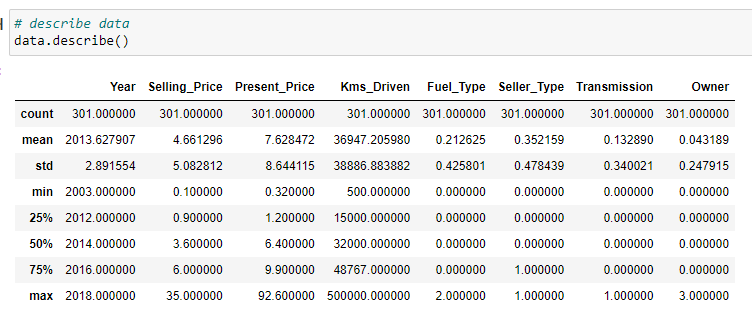 # describe data
data.describe()
Year Selling_Price Present_Price Kms_Driven Fuel_Type Seller_Type Transmission Owner
count 301.000000 301.000000 301.000000 301.000000 301.000000 301.000000 301.000000 301.000000
mean 2013.627907 4.661296 7.628472 36947.205980 0.212625 0.352159 0.132890 0.043189
std 2.891554 5.082812 8.644115 38886.883882 0.425801 0.478439 0.340021 0.247915
min 2003.000000 0.100000 0.320000 500.000000 0.000000 0.000000 0.000000 0.000000
25% 2012.000000 0.900000 1.200000 15000.000000 0.000000 0.000000 0.000000 0.000000
50% 2014.000000 3.600000 6.400000 32000.000000 0.000000 0.000000 0.000000 0.000000
75% 2016.000000 6.000000 9.900000 48767.000000 0.000000 1.000000 0.000000 0.000000
max 2018.000000 35.000000 92.600000 500000.000000 2.000000 1.000000 1.000000 3.000000